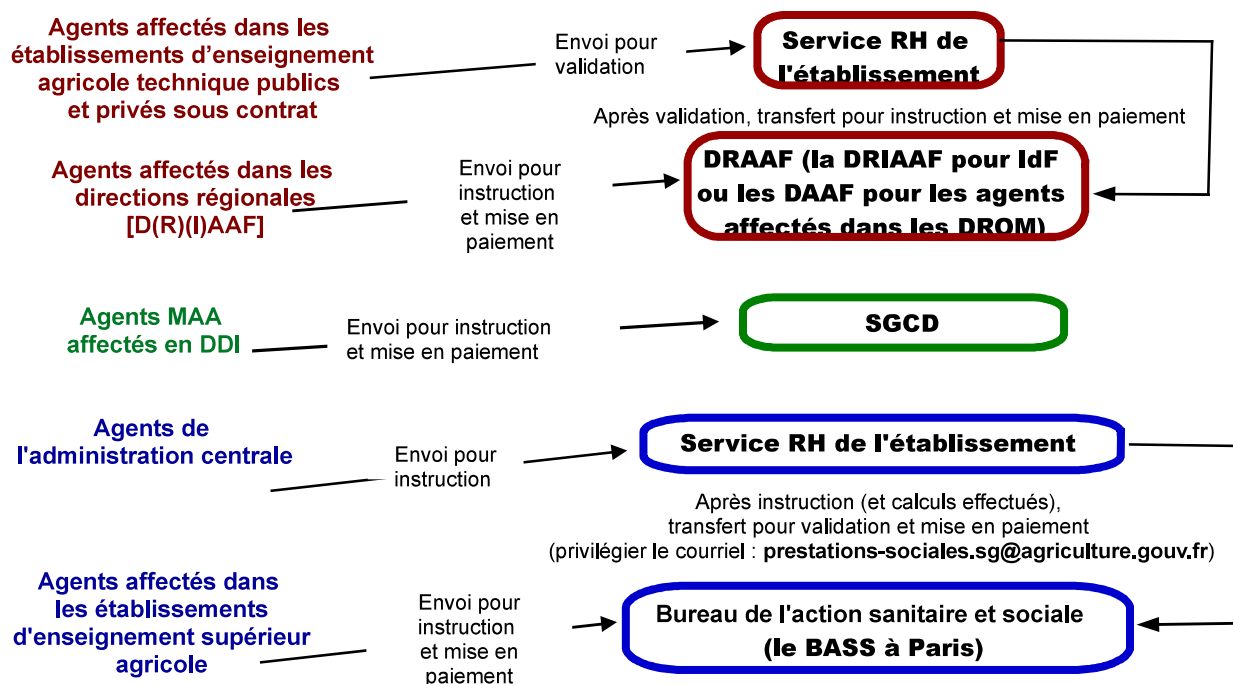 Agents affectés dans les
établissements d’enseignement
agricole technique publics
et privés sous contrat
Envoi pour
validation
Service RH de
l'établissement
Après validation, transfert pour instruction et mise en paiement
Agents affectés dans les
directions régionales
[D(R)(I)AAF]
Envoi pour
instruction
et mise en
paiement
DRAAF (la DRIAAF pour IdF
ou les DAAF pour les agents
affectés dans les DROM)
Agents MAA
affectés en DDI
Envoi pour instruction
et mise en paiement
SGCD
Agents de
l'administration centrale
Envoi pour
instruction
Service RH de l'établissement
Après instruction (et calculs effectués),
transfert pour validation et mise en paiement
(privilégier le courriel : prestations-sociales.sg@agriculture.gouv.fr)
Agents affectés dans
les établissements
d'enseignement supérieur
agricole
Envoi pour
instruction
et mise en
paiement
Bureau de l'action sanitaire et sociale
(le BASS à Paris)